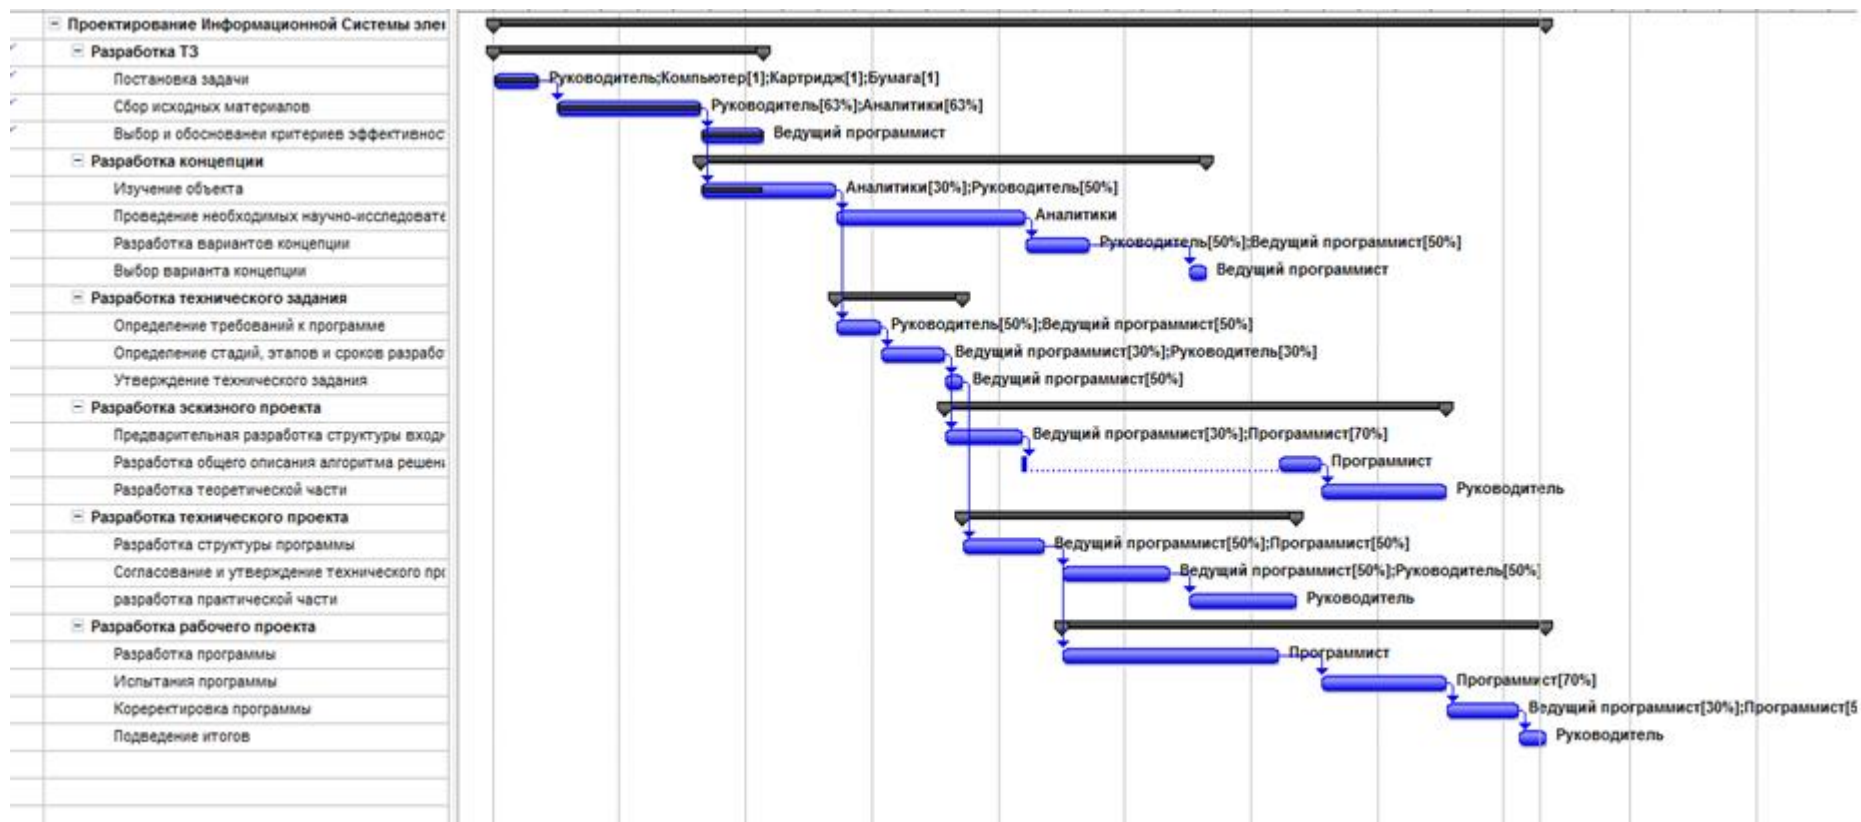 Проектирование Информационной Системы элек
Разработка ТЗ
Постановка задачи Руководитель;Компьютер[1];Картридж[1];Бумага[1]
Сбор исходных материалов Руководитель[63%];Аналитики[63%]
Выбор и обоснованеи критериев эффективнос Ведущий программист
Разработка концепции
Изучение объекта Аналитики[30%];Руководитель[50%]
Проведение необходимых научно-исследовате Аналитики
Разработка вариантов концепции Руководитель[50%];Ведущий программист[50%]
Выбор варианта концепции Ведущий программист
Разработка технического задания
Определение требований к программе Руководитель[50%];Ведущий программист[50%]
Определение стадий, этапов и сроков разрабо Ведущий программист[30%];Руководитель[30%]
Утверждение технического задания Ведущий программист[50%]
Разработка эскизного проекта
Предварительная разработка структуры входн Ведущий программист[30%];Программист[70%]
Разработка общего описания алгоритма решени Программист
Разработка теоретической части Руководитель
Разработка технического проекта
Разработка структуры программы Ведущий программист[50%];Программист[50%]
Согласование и утверждение технического про Ведущий программист[50%];Руководитель[50%]
разработка практической части Руководитель
Разработка рабочего проекта
Разработка программы Программист
Испытания программы Программист[70%]
Кореректировка программы Ведущий программист[30%];Программист[5
Подведение итогов Руководитель